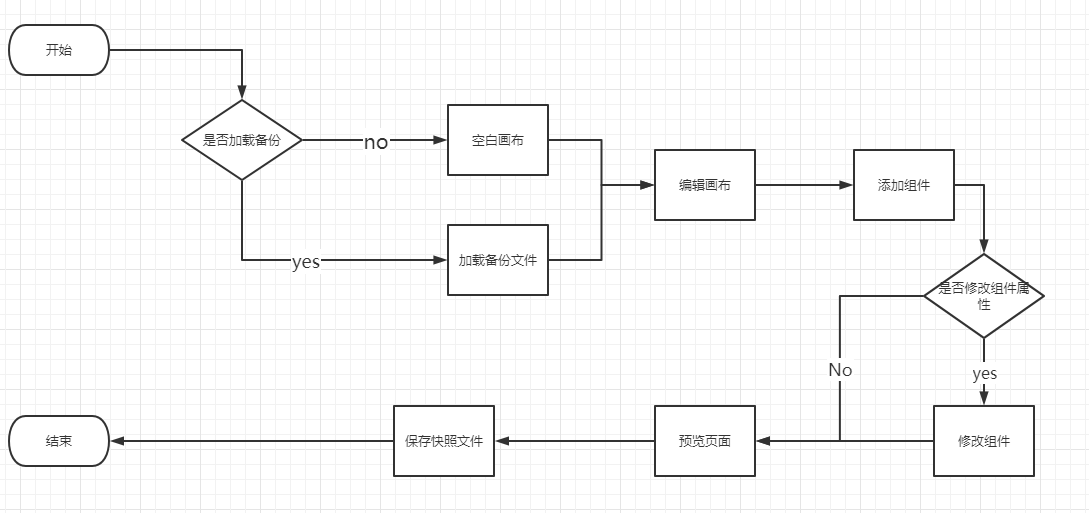 开始
是否加载备份
no
空白画布
编辑画布
添加组件
yes
加载备份文件
是否修改组件属
性
No
yes
结束
保存快照文件
预览页面
修改组件